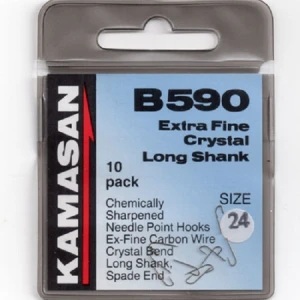 KAMASAN
B590
Extra Fine
Crystal
Long Shank
10
pack
SIZE
24
Chemically
Sharpened
Needle Point Hooks
Ex-Fine Carbon Wire
Crystal Bend
Long Shank,
Spade End